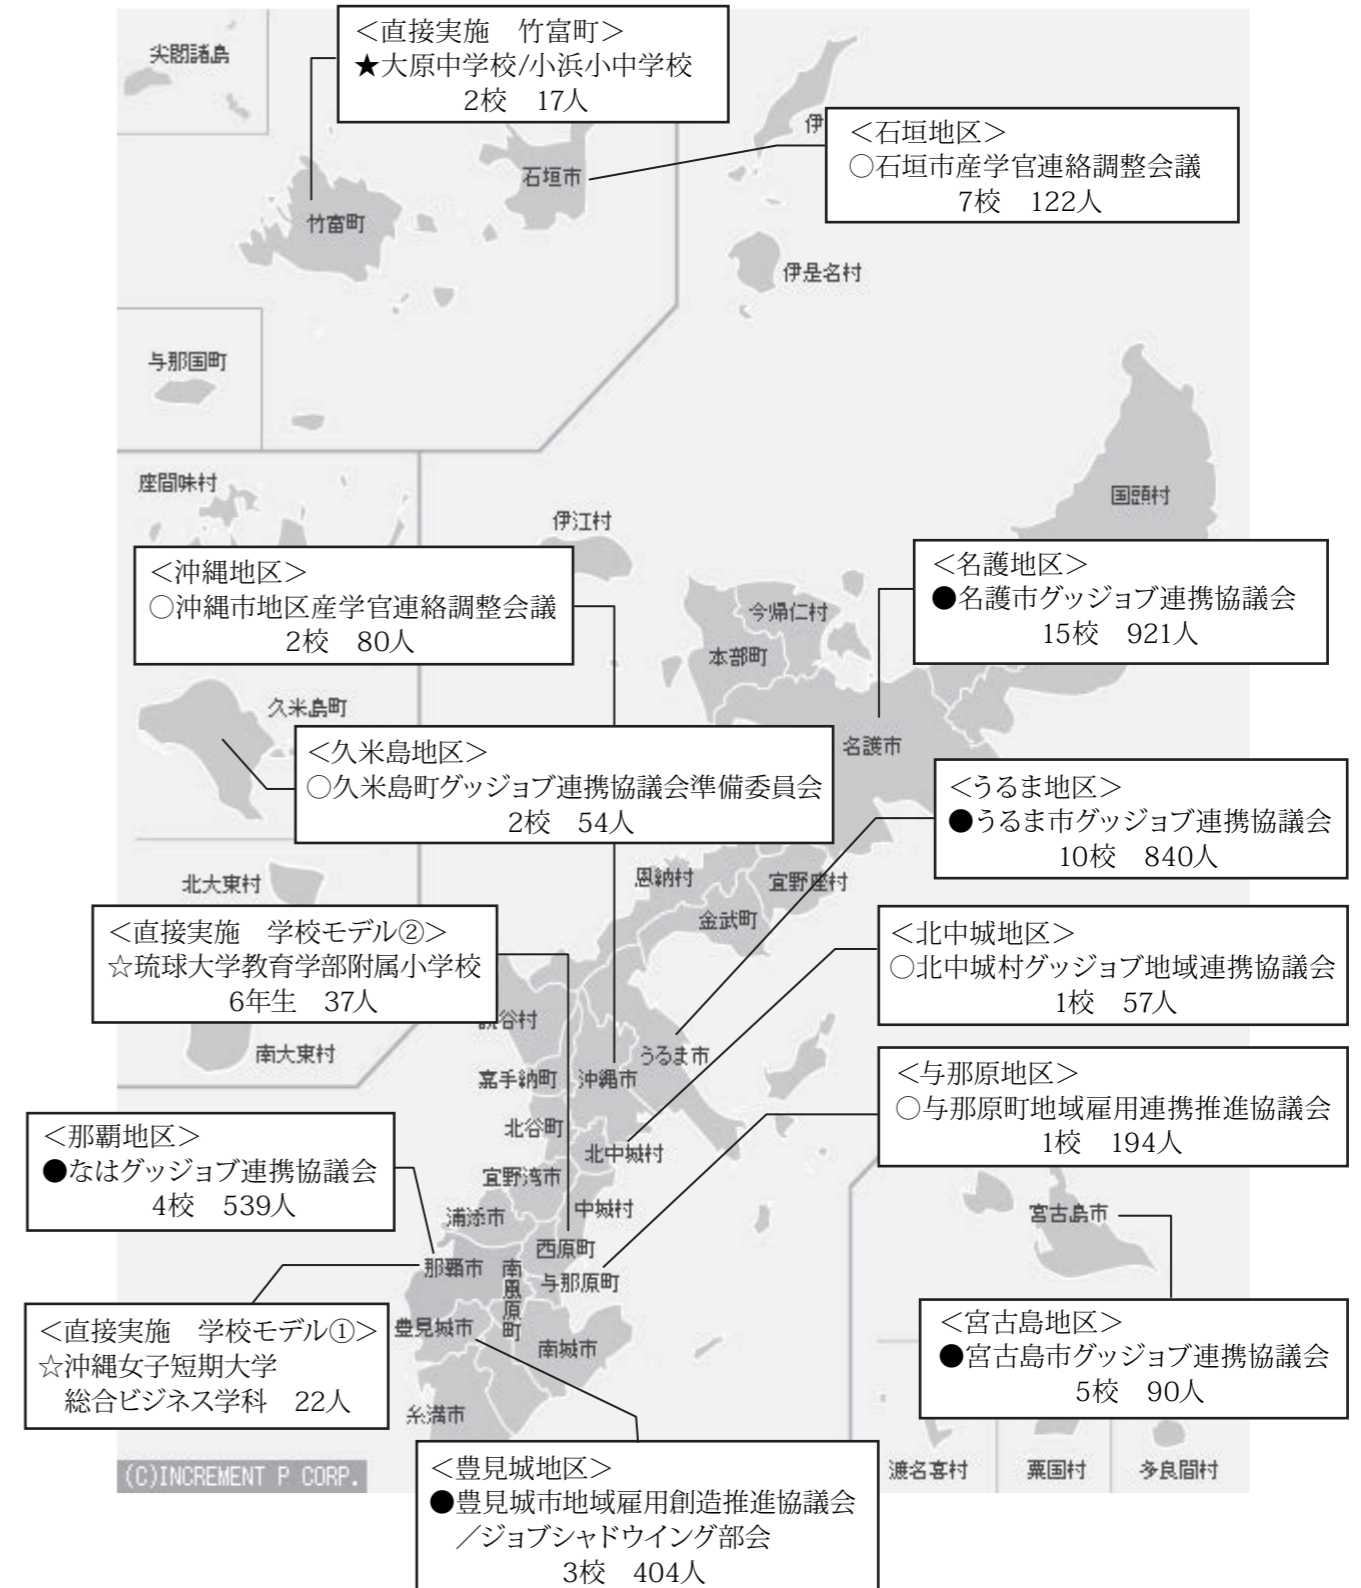 ＜直接実施　竹富町＞
★大原中学校/小浜小中学校
2校　17人
尖閣諸島
＜石垣地区＞
○石垣市産学官連絡調整会議
7校　122人
伊
石垣市
竹富町
伊是名村
与那国町
座間味村
国頭村
伊江村
＜沖縄地区＞
○沖縄市地区産学官連絡調整会議
2校　80人
＜名護地区＞
●名護市グッジョブ連携協議会
15校　921人
今帰仁村
本部町
久米島町
名護市
＜久米島地区＞
○久米島町グッジョブ連携協議会準備委員会
2校　54人
＜うるま地区＞
●うるま市グッジョブ連携協議会
10校　840人
恩納村
宜野座村
北大東村
金武町
＜直接実施　学校モデル②＞
☆琉球大学教育学部附属小学校
6年生　37人
＜北中城地区＞
○北中城村グッジョブ地域連携協議会
1校　57人
読谷村
南大東村
うるま市
嘉手納町
沖縄市
＜与那原地区＞
○与那原町地域雇用連携推進協議会
1校　194人
北谷町
北中城村
＜那覇地区＞
●なはグッジョブ連携協議会
4校　539人
宜野湾市
中城村
浦添市
宮古島市
西原町
那覇市
南風原町
与那原町
＜直接実施　学校モデル①＞
☆沖縄女子短期大学
総合ビジネス学科　22人
豊見城市
南城市
＜宮古島地区＞
●宮古島市グッジョブ連携協議会
5校　90人
糸満市
＜豊見城地区＞
●豊見城市地域雇用創造推進協議会
／ジョブシャドウイング部会
3校　404人
渡名喜村
粟国村
多良間村
(C)INCREMENT P CORP.